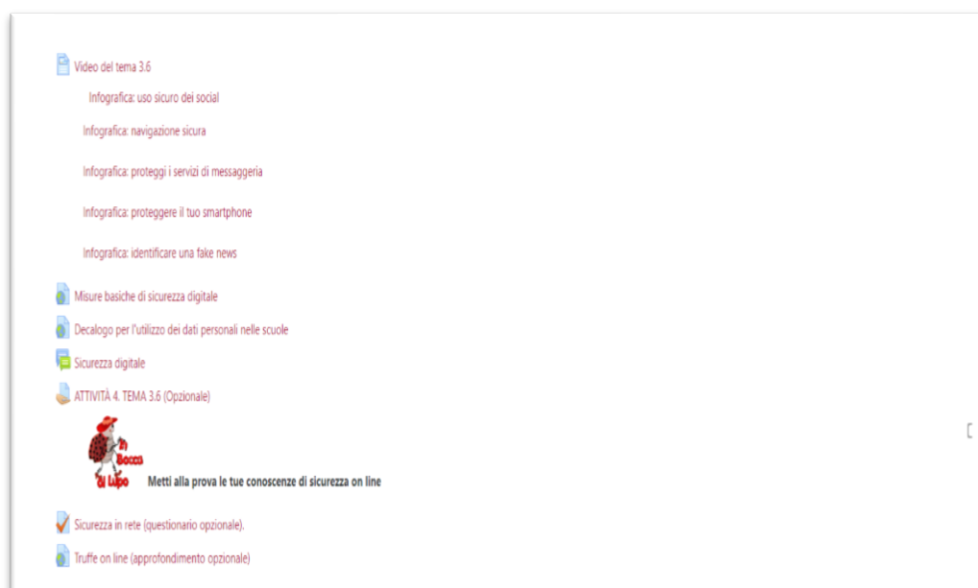 Video del tema 3.6
Infografica: uso sicuro dei social
Infografica: navigazione sicura
Infografica: proteggi i servizi di messaggeria
Infografica: proteggere il tuo smartphone
Infografica: identificare una fake news
Misure basiche di sicurezza digitale
Decalogo per l'utilizzo dei dati personali nelle scuole
Sicurezza digitale
ATTIVITÀ 4. TEMA 3.6 (Opzionale)
In
Bocca
al Lupo
Metti alla prova le tue conoscenze di sicurezza on line
Sicurezza in rete (questionario opzionale).
Truffe on line (approfondimento opzionale)